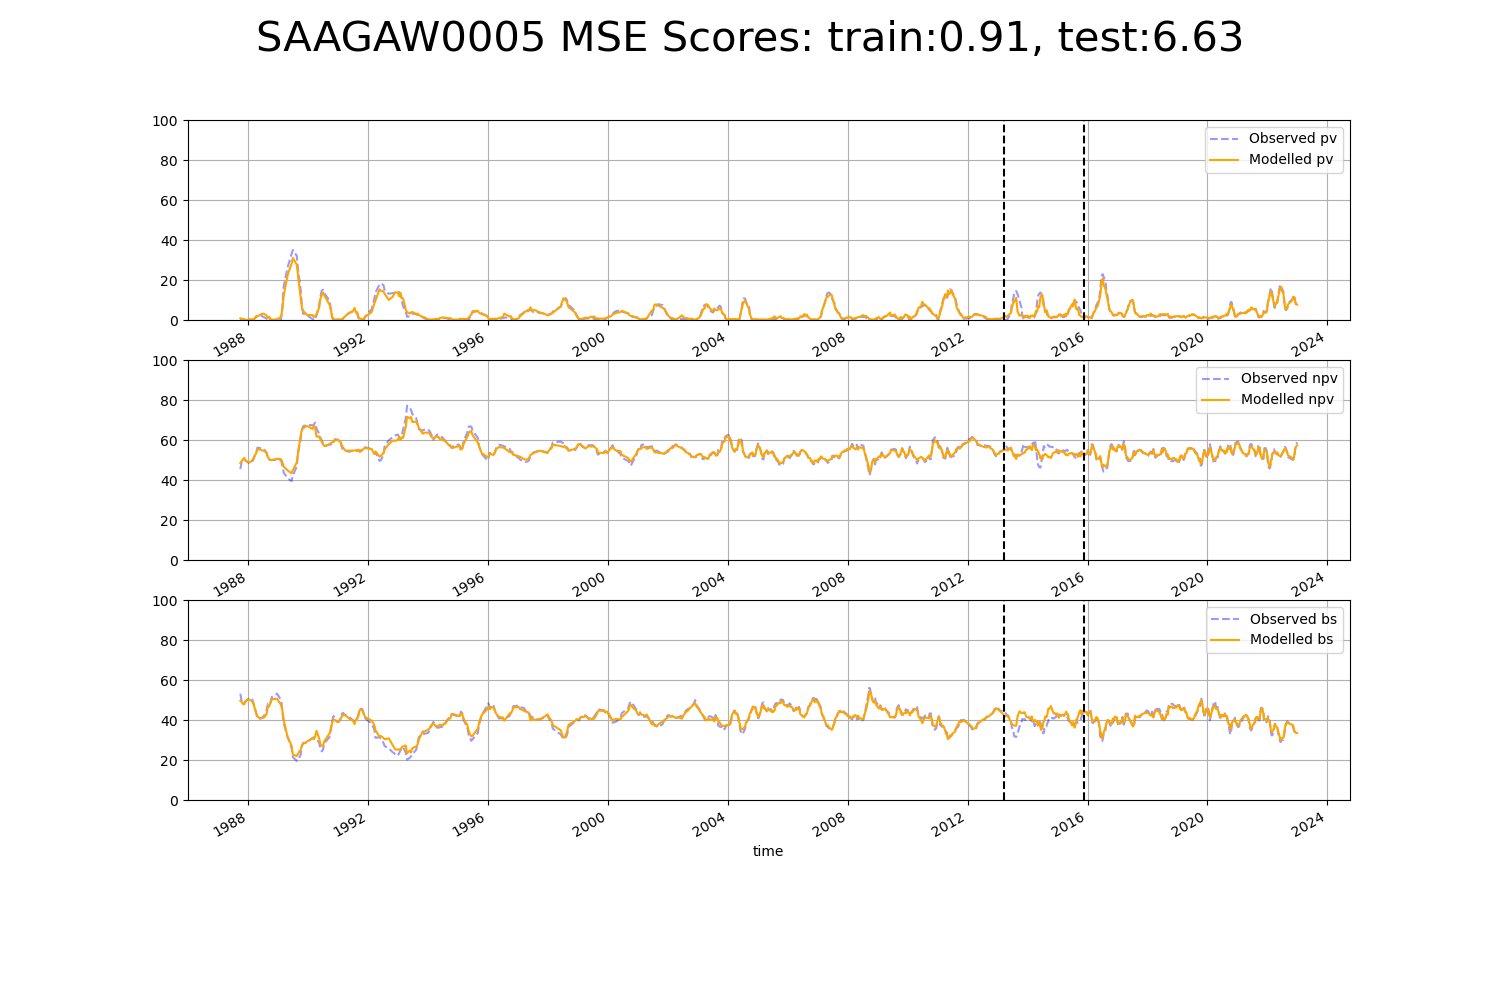 SAAGAW0005 MSE Scores: train:0.91, test:6.63
100
80
60
40
20
0
Observed pv
Modelled pv
1988 1992 1996 2000 2004 2008 2012 2016 2020 2024
100
80
60
40
20
0
Observed npv
Modelled npv
1988 1992 1996 2000 2004 2008 2012 2016 2020 2024
100
80
60
40
20
0
Observed bs
Modelled bs
1988 1992 1996 2000 2004 2008 2012 2016 2020 2024
time